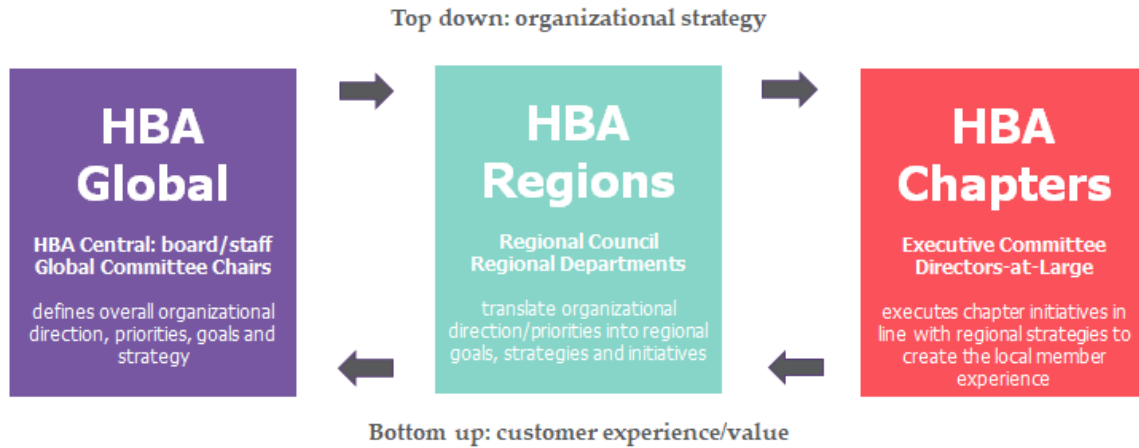 Top down: organizational strategy
HBA
Global
HBA Central: board/staff
Global Committee Chairs
defines overall organizational
direction, priorities, goals and
strategy
HBA
Regions
Regional Council
Regional Departments
translate organizational
direction/priorities into regional
goals, strategies and initiatives
HBA
Chapters
Executive Committee
Directors-at-Large
executes chapter initiatives in
line with regional strategies to
create the local member
experience
Bottom up: customer experience/value